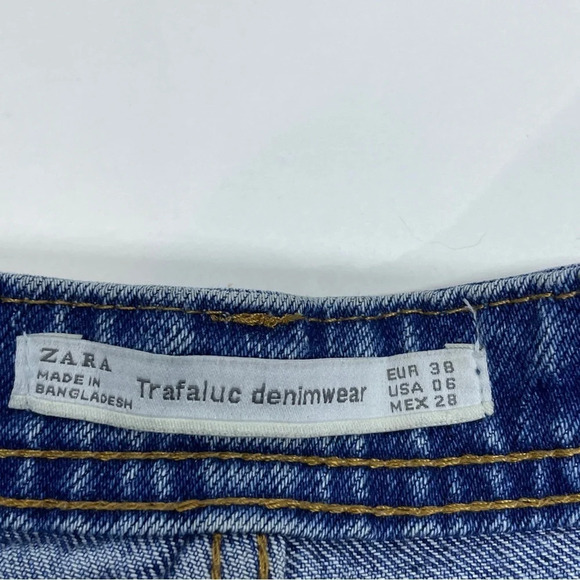 ZARA
MADE IN
BANGLADESH
Trafaluc denimwear
EUR 38
USA 06
MEX 28